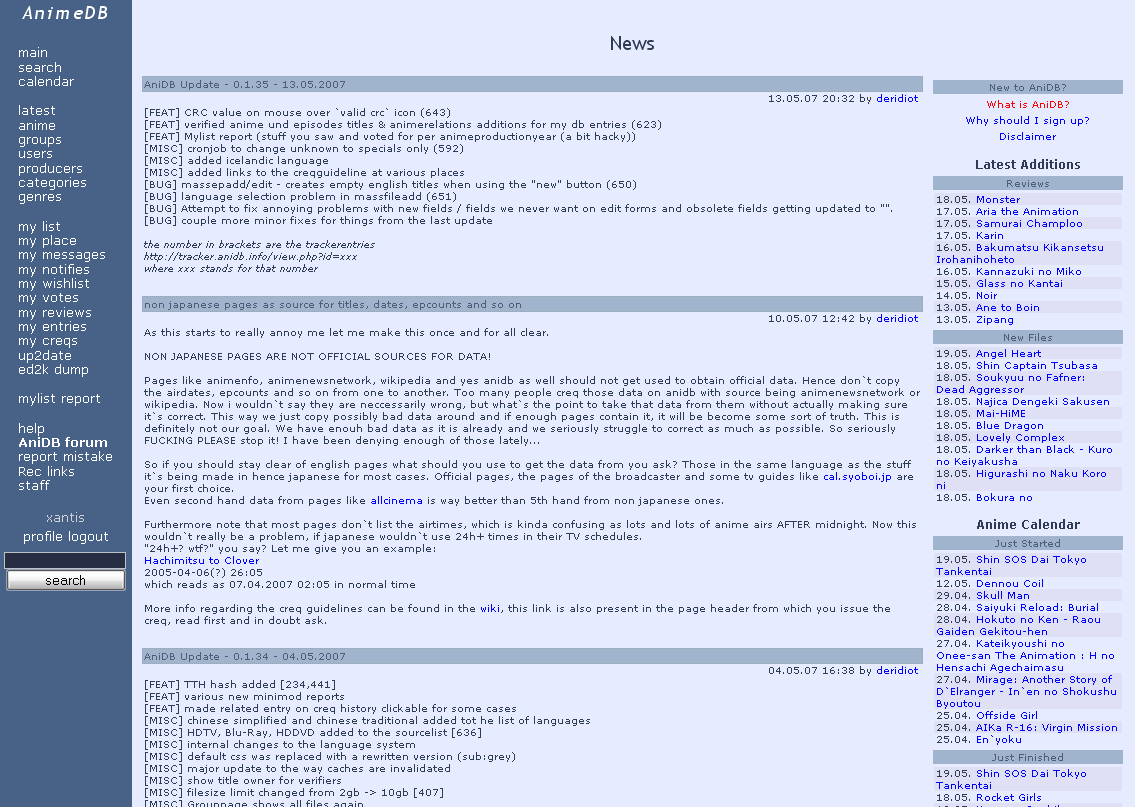 AnimeDB
main
search
calendar
latest
anime
groups
users
producers
categories
genres
my list
my place
my messages
my notifies
my wishlist
my votes
my reviews
my entries
my creqs
up2date
ed2k dump
mylist report
help
AniDB forum
report mistake
Rec links
staff
xantis
profile logout
search
News
AniDB Update - 0.1.35 - 13.05.2007
13.05.07 20:32 by deridiot
[FEAT] CRC value on mouse over `valid crc` icon (643)
[FEAT] verified anime und episodes titles & animerelations additions for my db entries (623)
[FEAT] Mylist report (stuff you saw and voted for per animeproductionyear (a bit hacky))
[MISC] cronjob to change unknown to specials only (592)
[MISC] added icelandic language
[MISC] added links to the creqguideline at various places
[BUG] massepadd/edit - creates empty english titles when using the "new" button (650)
[BUG] language selection problem in massfileadd (651)
[BUG] Attempt to fix annoying problems with new fields / fields we never want on edit forms and obsolete fields getting updated to "".
[BUG] couple more minor fixes for things from the last update
the number in brackets are the trackerentries
http://tracker.anidb.info/view.php?id=xxx
where xxx stands for that number
non japanese pages as source for titles, dates, epcounts and so on
10.05.07 12:42 by deridiot
As this starts to really annoy me let me make this once and for all clear.
NON JAPANESE PAGES ARE NOT OFFICIAL SOURCES FOR DATA!
Pages like animenfo, animenewsnetwork, wikipedia and yes anidb as well should not get used to obtain official data. Hence don`t copy
the airdates, epcounts and so on from one to another. Too many people creq those data on anidb with source being animenewsnetwork or
wikipedia. Now i wouldn`t say they are neccessarily wrong, but what`s the point to take that data from them without actually making sure
it`s correct. This way we just copy possibly bad data around and if enough pages contain it, it will become some sort of truth. This is
definitely not our goal. We have enouh bad data as it is already and we seriously struggle to correct as much as possible. So seriously
FUCKING PLEASE stop it! I have been denying enough of those lately...
So if you should stay clear of english pages what should you use to get the data from you ask? Those in the same language as the stuff
it`s being made in hence japanese for most cases. Official pages, the pages of the broadcaster and some tv guides like cal.syoboi.jp are
your first choice.
Even second hand data from pages like allcinema is way better than 5th hand from non japanese ones.
Furthermore note that most pages don`t list the airtimes, which is kinda confusing as lots and lots of anime airs AFTER midnight. Now this
wouldn`t really be a problem, if japanese wouldn`t use 24h+ times in their TV schedules.
"24h+? wtf?" you say? Let me give you an example:
Hachimitsu to Clover
2005-04-06(?) 26:05
which reads as 07.04.2007 02:05 in normal time
More info regarding the creq guidelines can be found in the wiki, this link is also present in the page header from which you issue the
creq, read first and in doubt ask.
AniDB Update - 0.1.34 - 04.05.2007
04.05.07 16:38 by deridiot
[FEAT] TTH hash added [234,441]
[FEAT] various new minimod reports
[FEAT] made related entry on creq history clickable for some cases
[MISC] chinese simplified and chinese traditional added tot he list of languages
[MISC] HDTV, Blu-Ray, HDDVD added to the sourcelist [636]
[MISC] internal changes to the language system
[MISC] default css was replaced with a rewritten version (sub:grey)
[MISC] major update to the way caches are invalidated
[MISC] show title owner for verifiers
[MISC] filesize limit changed from 2gb -> 10gb [407]
[MISC] Grouppage shows all files again
New to AniDB?
What is AniDB?
Why should I sign up?
Disclaimer
Latest Additions
Reviews
18.05. Monster
17.05. Aria the Animation
17.05. Samurai Champloo
17.05. Karin
16.05. Bakumatsu Kikansetsu
Irohanihoheto
16.05. Kannazuki no Miko
15.05. Glass no Kantai
14.05. Noir
13.05. Ane to Boin
13.05. Zipang
New Files
19.05. Angel Heart
18.05. Shin Captain Tsubasa
18.05. Soukyuu no Fafner:
Dead Aggressor
18.05. Najica Dengeki Sakusen
18.05. Mai-HiME
18.05. Blue Dragon
18.05. Lovely Complex
18.05. Darker than Black - Kuro
no Keiyakusha
18.05. Higurashi no Naku Koro
ni
18.05. Bokura no
Anime Calendar
Just Started
19.05. Shin SOS Dai Tokyo
Tankentai
12.05. Dennou Coil
29.04. Skull Man
28.04. Saiyuki Reload: Burial
28.04. Hokuto no Ken - Raou
Gaiden Gekitou-hen
27.04. Kateikyoushi no
Onee-san The Animation : H no
Hensachi Agechaimasu
27.04. Mirage: Another Story of
D`Elranger - In`en no Shokushu
Byoutou
25.04. Offside Girl
25.04. AIKa R-16: Virgin Mission
25.04. En`yoku
Just Finished
19.05. Shin SOS Dai Tokyo
Tankentai
18.05. Rocket Girls